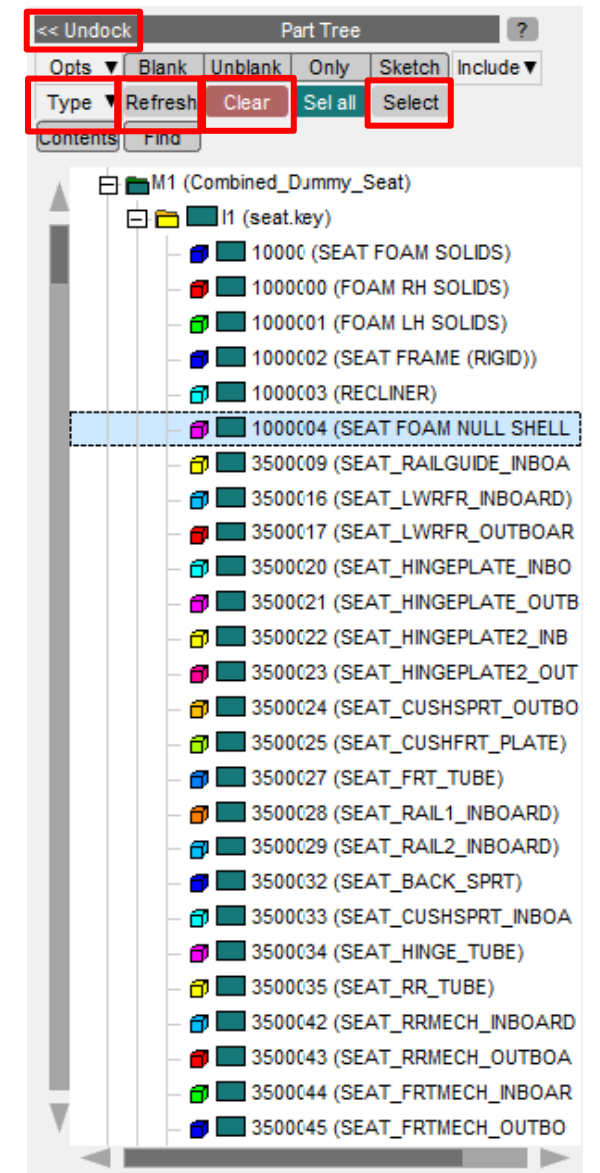 << Undock Part Tree ?
Opts ▼ Blank Unblank Only Sketch Include ▼
Type ▼ Refresh Clear Sel all Select
Contents Find
M1 (Combined_Dummy_Seat)
I1 (seat.key)
10000 (SEAT FOAM SOLIDS)
1000000 (FOAM RH SOLIDS)
1000001 (FOAM LH SOLIDS)
1000002 (SEAT FRAME (RIGID))
1000003 (RECLINER)
1000004 (SEAT FOAM NULL SHELL
3500009 (SEAT_RAILGUIDE_INBOA
3500016 (SEAT_LWRFR_INBOARD)
3500017 (SEAT_LWRFR_OUTBOAR
3500020 (SEAT_HINGEPLATE_INBO
3500021 (SEAT_HINGEPLATE_OUTB
3500022 (SEAT_HINGEPLATE2_INB
3500023 (SEAT_HINGEPLATE2_OUT
3500024 (SEAT_CUSHSPRT_OUTBO
3500025 (SEAT_CUSHFRT_PLATE)
3500027 (SEAT_FRT_TUBE)
3500028 (SEAT_RAIL1_INBOARD)
3500029 (SEAT_RAIL2_INBOARD)
3500032 (SEAT_BACK_SPRT)
3500033 (SEAT_CUSHSPRT_INBOA
3500034 (SEAT_HINGE_TUBE)
3500035 (SEAT_RR_TUBE)
3500042 (SEAT_RRMECH_INBOARD
3500043 (SEAT_RRMECH_OUTBOA
3500044 (SEAT_FRTMECH_INBOAR
3500045 (SEAT_FRTMECH_OUTBO